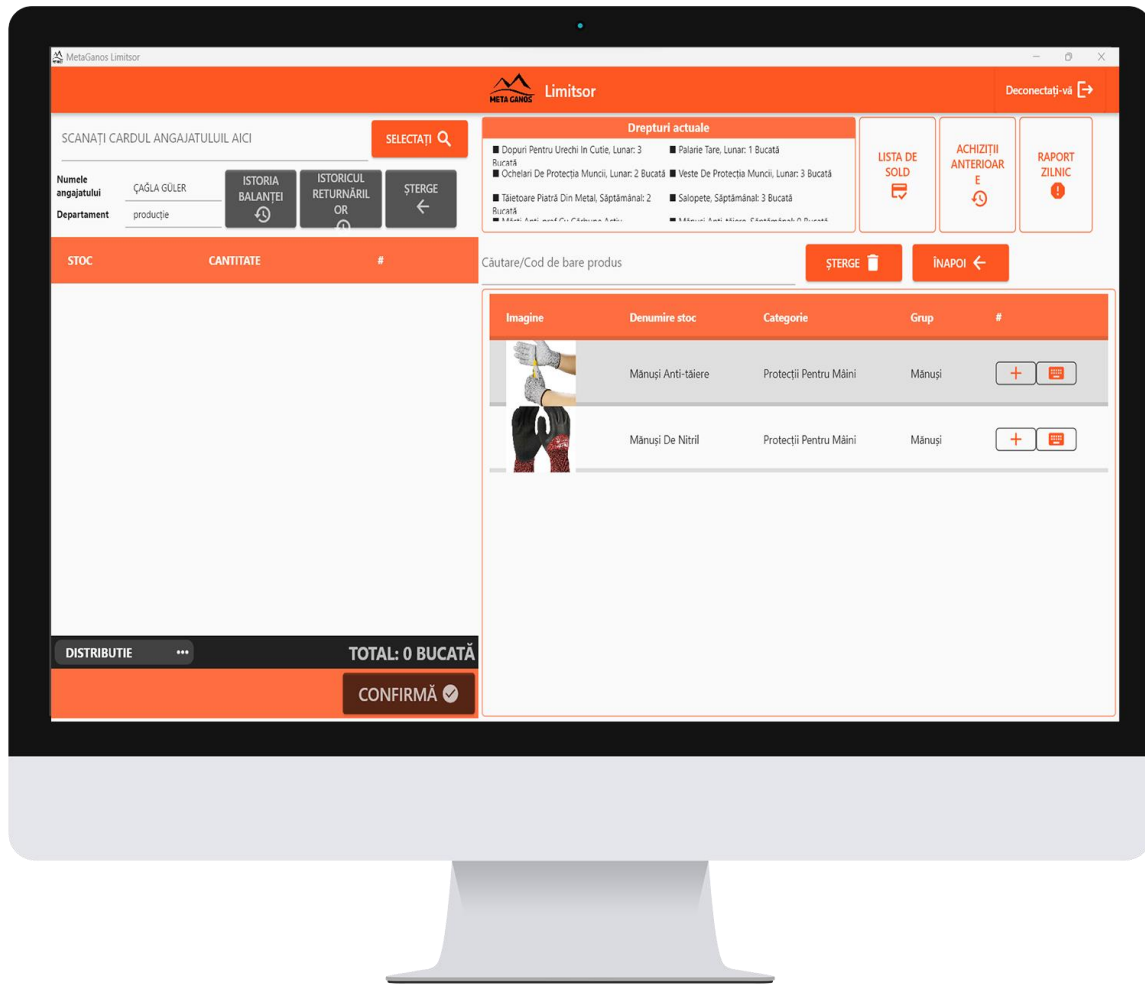 MetaGanos Limitsor
META GANOS
Limitsor
Deconectați-vă
SCANAȚI CARDUL ANGAJATULUIL AICI
SELECTAȚI
Numele
angajatului
ÇAĞLA GÜLER
Departament
producție
ISTORIA
BALANȚEI
ISTORICUL
RETURNĂRIL
OR
ȘTERGE
Drepturi actuale
Dopuri Pentru Urechi In Cutie, Lunar: 3
Bucată
Palarie Tare, Lunar: 1 Bucată
Ochelari De Protecția Muncii, Lunar: 2 Bucată
Veste De Protecția Muncii, Lunar: 3 Bucată
Tăietoare Piatră Din Metal, Săptămânal: 2
Bucată
Salopete, Săptămânal: 3 Bucată
LISTA DE
SOLD
ACHIZIȚII
ANTERIOAR
E
RAPORT
ZILNIC
STOC CANTITATE #
Căutare/Cod de bare produs
ȘTERGE
ÎNAPOI
Imagine Denumire stoc Categorie Grup #
Mănuși Anti-tăiere Protecții Pentru Mâini Mănuși
Mănuși De Nitril Protecții Pentru Mâini Mănuși
DISTRIBUTIE •••
TOTAL: 0 BUCATĂ
CONFIRMĂ